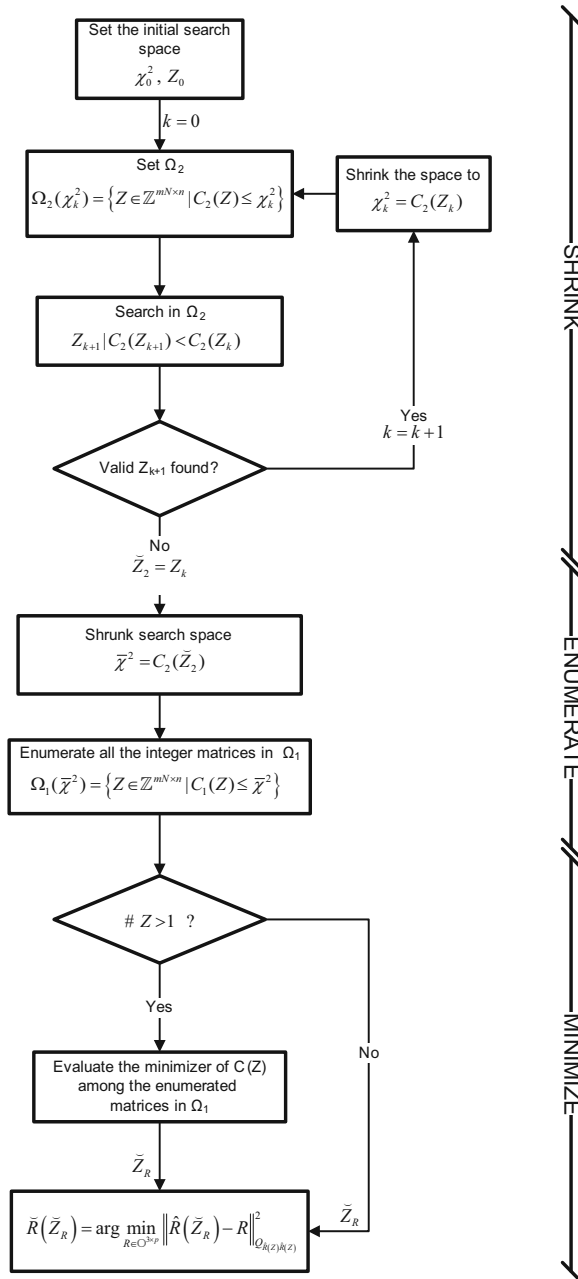 Set the initial search
space
χ₀², Z₀
k = 0
Set Ω₂
Ω₂(χₖ²) = {Z ∈ ℤ^{mN×n} | C₂(Z) ≤ χₖ²}
Shrink the space to
χₖ² = C₂(Zₖ)
Search in Ω₂
Zₖ₊₁ | C₂(Zₖ₊₁) < C₂(Zₖ)
Yes
k = k+1
Valid Zₖ₊₁ found?
No
Z̆₂ = Zₖ
SHRINK
Shrunk search space
χ̄² = C₂(Z̆₂)
Enumerate all the integer matrices in Ω₁
Ω₁(χ̄²) = {Z ∈ ℤ^{mN×n} | C₁(Z) ≤ χ̄²}
ENUMERATE
# Z > 1 ?
Yes
No
Evaluate the minimizer of C(Z)
among the enumerated
matrices in Ω₁
Z̆_R
Z̆_R
R̆(Z̆_R) = arg min_{R∈O^{3×p}} ‖R̂(Z̆_R) − R‖²_{Q_{R̂(Z)R̂(Z)}}
MINIMIZE